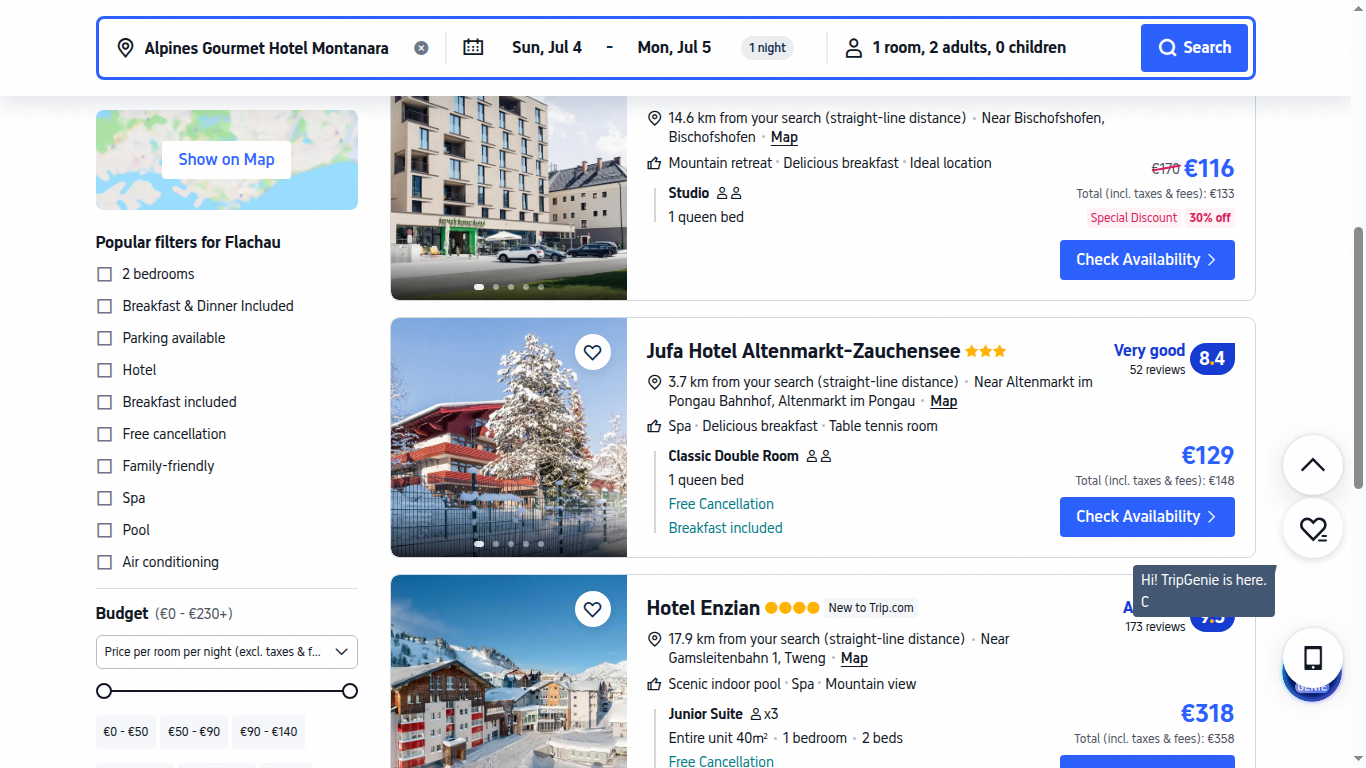 Alpines Gourmet Hotel Montanara
Sun, Jul 4 - Mon, Jul 5 1 night
1 room, 2 adults, 0 children
Search
Show on Map
Popular filters for Flachau
2 bedrooms
Breakfast & Dinner Included
Parking available
Hotel
Breakfast included
Free cancellation
Family-friendly
Spa
Pool
Air conditioning
Budget (€0 - €230+)
Price per room per night (excl. taxes & f...
€0 - €50 €50 - €90 €90 - €140
14.6 km from your search (straight-line distance) · Near Bischofshofen,
Bischofshofen · Map
Mountain retreat · Delicious breakfast · Ideal location
Studio
1 queen bed
€170 €116
Total (incl. taxes & fees): €133
Special Discount 30% off
Check Availability
Jufa Hotel Altenmarkt-Zauchensee
Very good 8.4
52 reviews
3.7 km from your search (straight-line distance) · Near Altenmarkt im
Pongau Bahnhof, Altenmarkt im Pongau · Map
Spa · Delicious breakfast · Table tennis room
Classic Double Room
1 queen bed
Free Cancellation
Breakfast included
€129
Total (incl. taxes & fees): €148
Check Availability
Hotel Enzian New to Trip.com
173 reviews
17.9 km from your search (straight-line distance) · Near
Gamsleitenbahn 1, Tweng · Map
Scenic indoor pool · Spa · Mountain view
Junior Suite x3
Entire unit 40m² · 1 bedroom · 2 beds
Free Cancellation
€318
Total (incl. taxes & fees): €358
Hi! TripGenie is here.
C